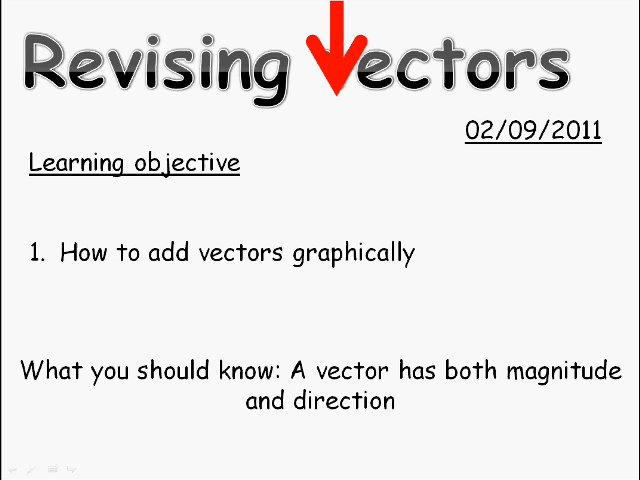 Revising Vectors
02/09/2011
Learning objective
1. How to add vectors graphically
What you should know: A vector has both magnitude
and direction